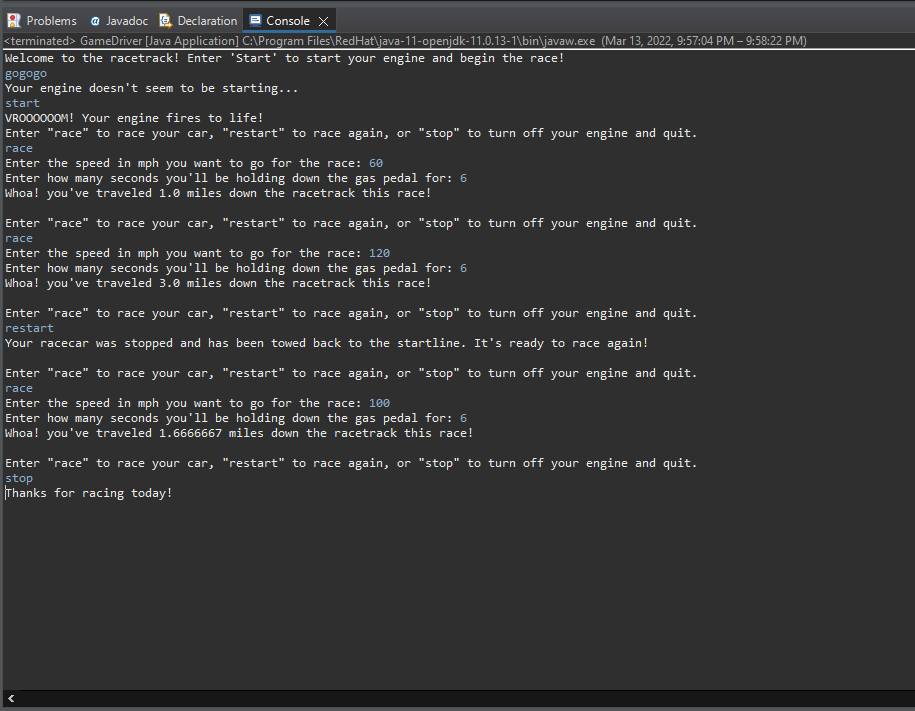 Problems Javadoc Declaration Console
<terminated> GameDriver [Java Application] C:\Program Files\RedHat\java-11-openjdk-11.0.13-1\bin\javaw.exe (Mar 13, 2022, 9:57:04 PM – 9:58:22 PM)
Welcome to the racetrack! Enter 'Start' to start your engine and begin the race!
gogogo
Your engine doesn't seem to be starting...
start
VROOOOOOM! Your engine fires to life!
Enter "race" to race your car, "restart" to race again, or "stop" to turn off your engine and quit.
race
Enter the speed in mph you want to go for the race: 60
Enter how many seconds you'll be holding down the gas pedal for: 6
Whoa! you've traveled 1.0 miles down the racetrack this race!
Enter "race" to race your car, "restart" to race again, or "stop" to turn off your engine and quit.
race
Enter the speed in mph you want to go for the race: 120
Enter how many seconds you'll be holding down the gas pedal for: 6
Whoa! you've traveled 3.0 miles down the racetrack this race!
Enter "race" to race your car, "restart" to race again, or "stop" to turn off your engine and quit.
restart
Your racecar was stopped and has been towed back to the startline. It's ready to race again!
Enter "race" to race your car, "restart" to race again, or "stop" to turn off your engine and quit.
race
Enter the speed in mph you want to go for the race: 100
Enter how many seconds you'll be holding down the gas pedal for: 6
Whoa! you've traveled 1.6666667 miles down the racetrack this race!
Enter "race" to race your car, "restart" to race again, or "stop" to turn off your engine and quit.
stop
Thanks for racing today!